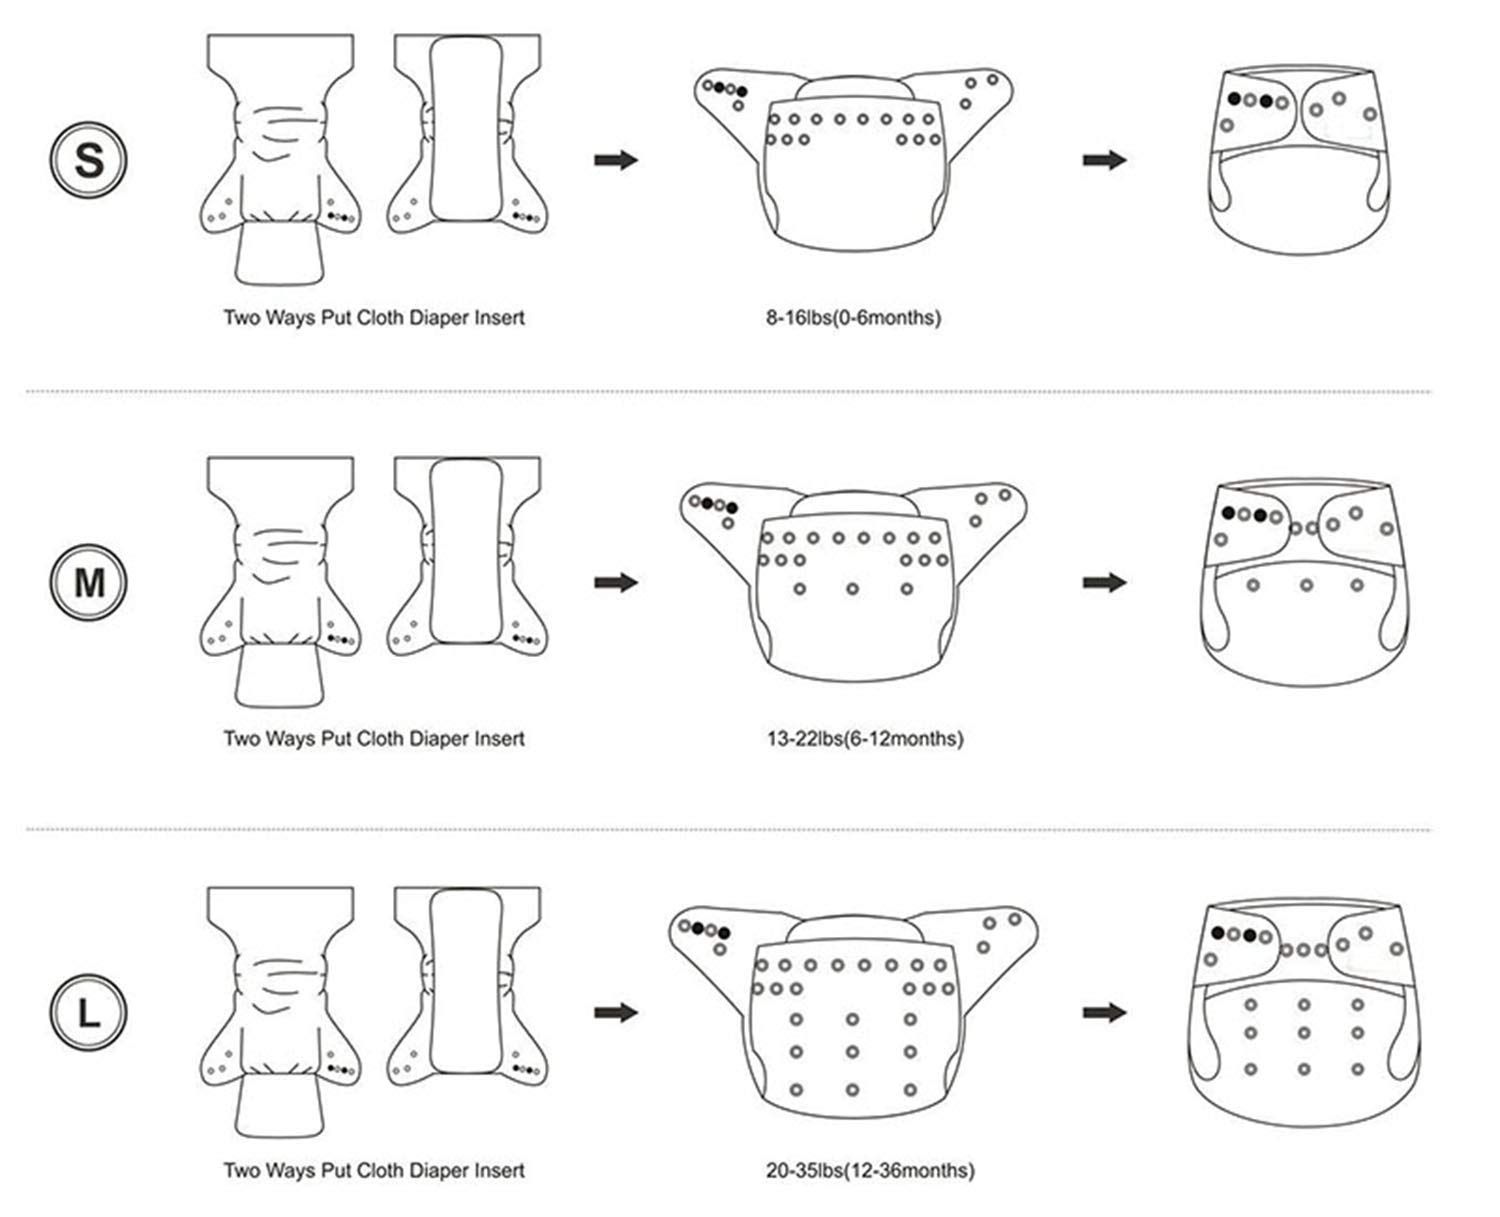 S
Two Ways Put Cloth Diaper Insert
8-16lbs(0-6months)
M
Two Ways Put Cloth Diaper Insert
13-22lbs(6-12months)
L
Two Ways Put Cloth Diaper Insert
20-35lbs(12-36months)